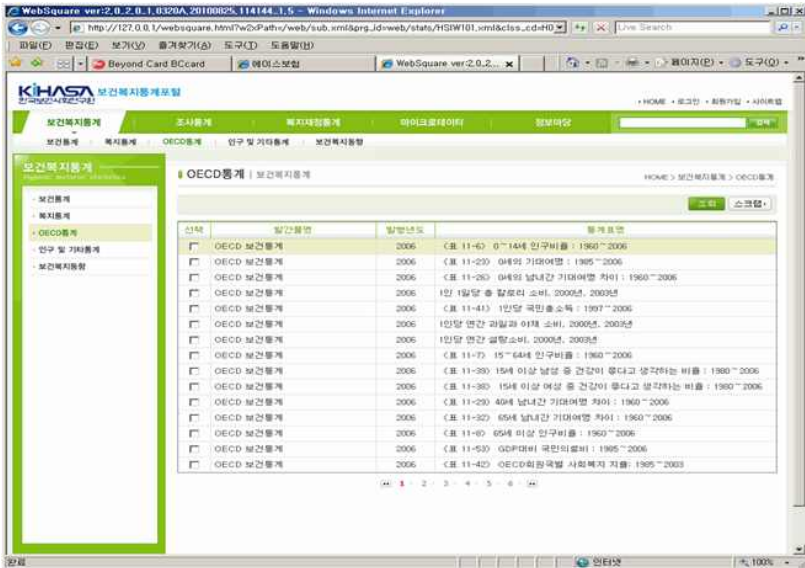 WebSquare ver:2,0,2,0,1,0320A,20100825,114144,1,5 - Windows Internet Explorer
http://127.0.0.1/websquare.html?w2xPath=/web/sub.xml&prg_id=web/stats/HSIW101.xml&clss_cd=H0
Live Search
파일(F) 편집(E) 보기(V) 즐겨찾기(A) 도구(T) 도움말(H)
Beyond Card BCcard
에이스보험
WebSquare ver:2,0,2,...
페이지(P)
도구(O)
KiHASA 보건복지통계포털
한국보건사회연구원
HOME 로그인 회원가입 사이트맵
보건복지통계 조사통계 복지재정통계 마이크로데이터 정보마당 검색
보건통계 복지통계 OECD통계 인구 및 기타통계 보건복지동향
보건복지통계
OECD통계 | 보건복지통계
HOME > 보건복지통계 > OECD통계
보건통계
복지통계
OECD통계
인구 및 기타통계
보건복지동향
조회 스크랩
선택 발간물명 발행년도 통계표명
OECD 보건통계 2006 <표 11-6> 0~14세 인구비율 : 1960~2006
OECD 보건통계 2006 <표 11-23> 0세의 기대여명 : 1985~2006
OECD 보건통계 2006 <표 11-26> 0세의 남녀간 기대여명 차이 : 1960~2006
OECD 보건통계 2006 1인 1일당 총 칼로리 소비, 2000년, 2003년
OECD 보건통계 2006 <표 11-41> 1인당 국민총소득 : 1997~2006
OECD 보건통계 2006 1인당 연간 과일과 야채 소비, 2000년, 2003년
OECD 보건통계 2006 1인당 연간 설탕소비, 2000년, 2003년
OECD 보건통계 2006 <표 11-7> 15~64세 인구비율 : 1960~2006
OECD 보건통계 2006 <표 11-39> 15세 이상 남성 중 건강이 좋다고 생각하는 비율 : 1980~2006
OECD 보건통계 2006 <표 11-38> 15세 이상 여성 중 건강이 좋다고 생각하는 비율 : 1980~2006
OECD 보건통계 2006 <표 11-29> 40세 남녀간 기대여명 차이 : 1960~2006
OECD 보건통계 2006 <표 11-32> 65세 남녀간 기대여명 차이 : 1960~2006
OECD 보건통계 2006 <표 11-8> 65세 이상 인구비율 : 1960~2006
OECD 보건통계 2006 <표 11-53> GDP대비 국민의료비 : 1985~2006
OECD 보건통계 2006 <표 11-42> OECD회원국별 사회복지 지출: 1985~2003
1 2 3 4 5 6
완료
인터넷
100%